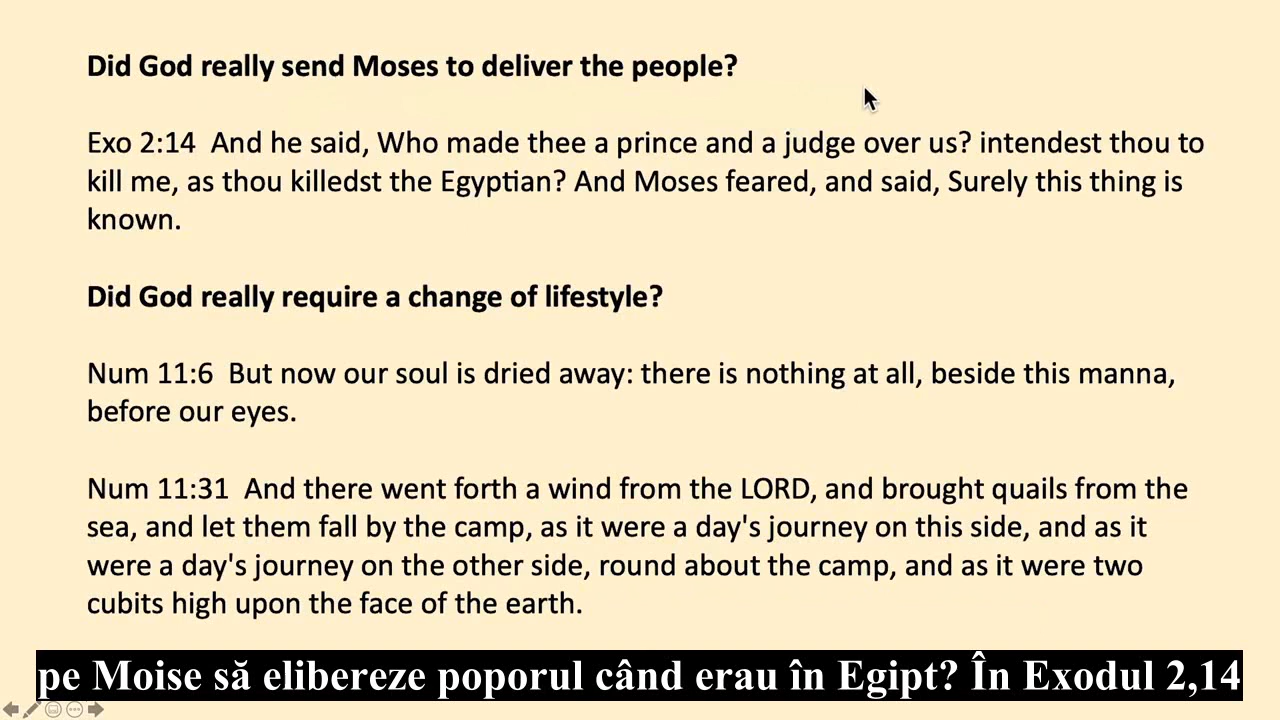 Did God really send Moses to deliver the people?
Exo 2:14  And he said, Who made thee a prince and a judge over us? intendest thou to
kill me, as thou killedst the Egyptian? And Moses feared, and said, Surely this thing is
known.
Did God really require a change of lifestyle?
Num 11:6  But now our soul is dried away: there is nothing at all, beside this manna,
before our eyes.
Num 11:31  And there went forth a wind from the LORD, and brought quails from the
sea, and let them fall by the camp, as it were a day's journey on this side, and as it
were a day's journey on the other side, round about the camp, and as it were two
cubits high upon the face of the earth.
pe Moise să elibereze poporul când erau în Egipt? În Exodul 2,14